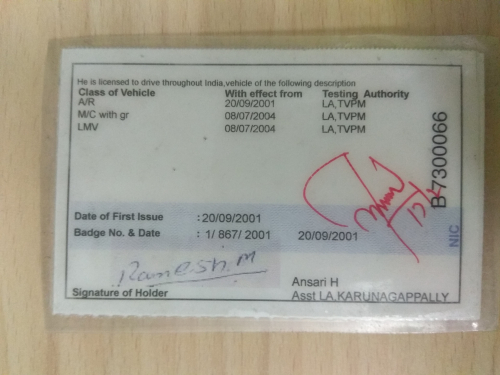 He is licensed to drive throughout India,vehicle of the following description
Class of Vehicle With effect from Testing Authority
A/R 20/09/2001 LA,TVPM
M/C with gr 08/07/2004 LA,TVPM
LMV 08/07/2004 LA,TVPM
B-7300066
Date of First Issue : 20/09/2001
Badge No. & Date : 1/ 867/ 2001 20/09/2001
NIC
Ramesh.M
Ansari H
Signature of Holder Asst LA.KARUNAGAPPALLY